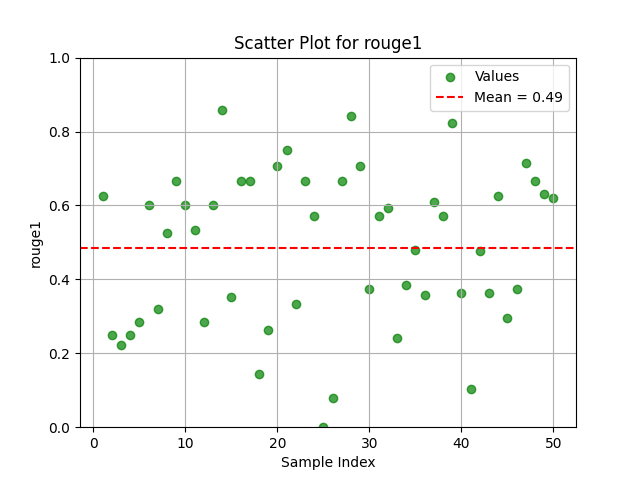 Scatter Plot for rouge1
1.0
0.8
0.6
0.4
0.2
0.0
rouge1
Values
Mean = 0.49
0 10 20 30 40 50
Sample Index